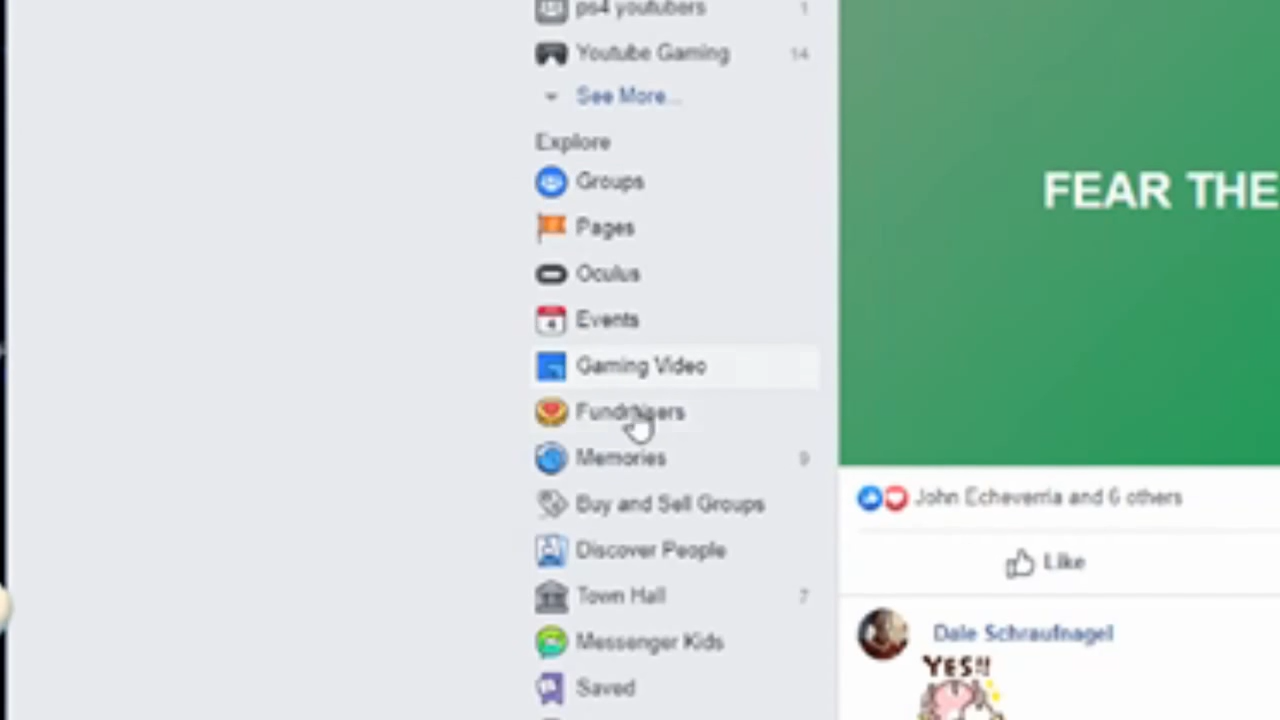 ps4 youtubers 1
Youtube Gaming 14
See More...
Explore
Groups
Pages
Oculus
Events
Gaming Video
Fundraisers
Memories 9
Buy and Sell Groups
Discover People
Town Hall 7
Messenger Kids
Saved
FEAR THE
John Echeverria and 6 others
Like
Dale Schraufnagel
YES!!